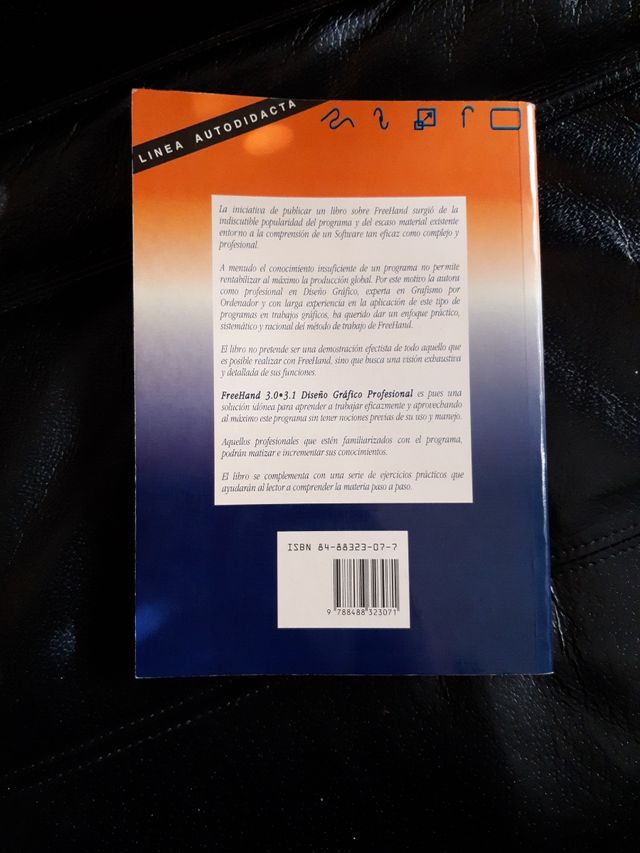 LINEA AUTODIDACTA
La iniciativa de publicar un libro sobre FreeHand surgió de la
indiscutible popularidad del programa y del escaso material existente
entorno a la comprensión de un Software tan eficaz como complejo y
profesional.
A menudo el conocimiento insuficiente de un programa no permite
rentabilizar al máximo la producción global. Por este motivo la autora
como profesional en Diseño Gráfico, experta en Grafismo por
Ordenador y con larga experiencia en la aplicación de este tipo de
programas en trabajos gráficos, ha querido dar un enfoque práctico,
sistemático y racional del método de trabajo de FreeHand.
El libro no pretende ser una demostración efectista de todo aquello que
es posible realizar con FreeHand, sino que busca una visión exhaustiva
y detallada de sus funciones.
FreeHand 3.0•3.1 Diseño Gráfico Profesional es pues una
solución idónea para aprender a trabajar eficazmente y aprovechando
al máximo este programa sin tener nociones previas de su uso y manejo.
Aquellos profesionales que estén familiarizados con el programa,
podrán matizar e incrementar sus conocimientos.
El libro se complementa con una serie de ejercicios prácticos que
ayudarán al lector a comprender la materia paso a paso.
ISBN 84-88323-07-7
9 788488 323071